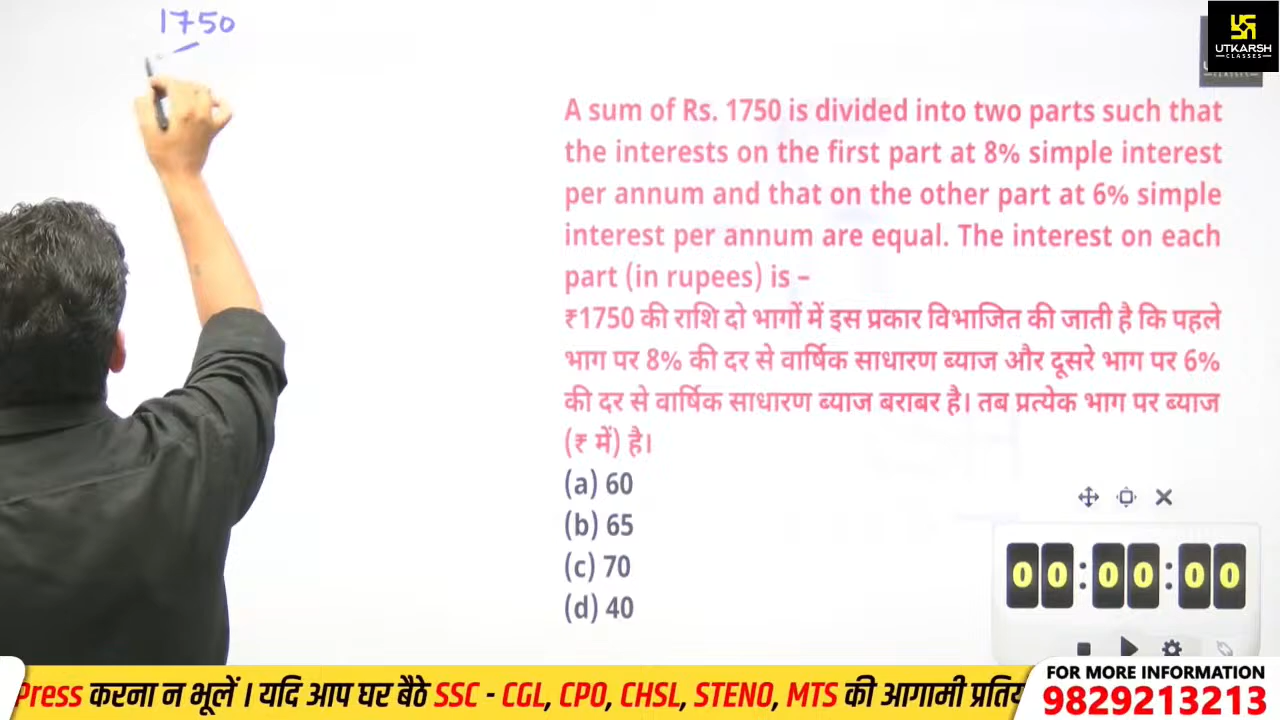 1750
UTKARSH
CLASSES
A sum of Rs. 1750 is divided into two parts such that
the interests on the first part at 8% simple interest
per annum and that on the other part at 6% simple
interest per annum are equal. The interest on each
part (in rupees) is –
₹1750 की राशि दो भागों में इस प्रकार विभाजित की जाती है कि पहले
भाग पर 8% की दर से वार्षिक साधारण ब्याज और दूसरे भाग पर 6%
की दर से वार्षिक साधारण ब्याज बराबर है। तब प्रत्येक भाग पर ब्याज
(₹ में) है।
(a) 60
(b) 65
(c) 70
(d) 40
00:00:00
Press करना न भूलें । यदि आप घर बैठे SSC - CGL, CPO, CHSL, STENO, MTS की आगामी
FOR MORE INFORMATION
9829213213